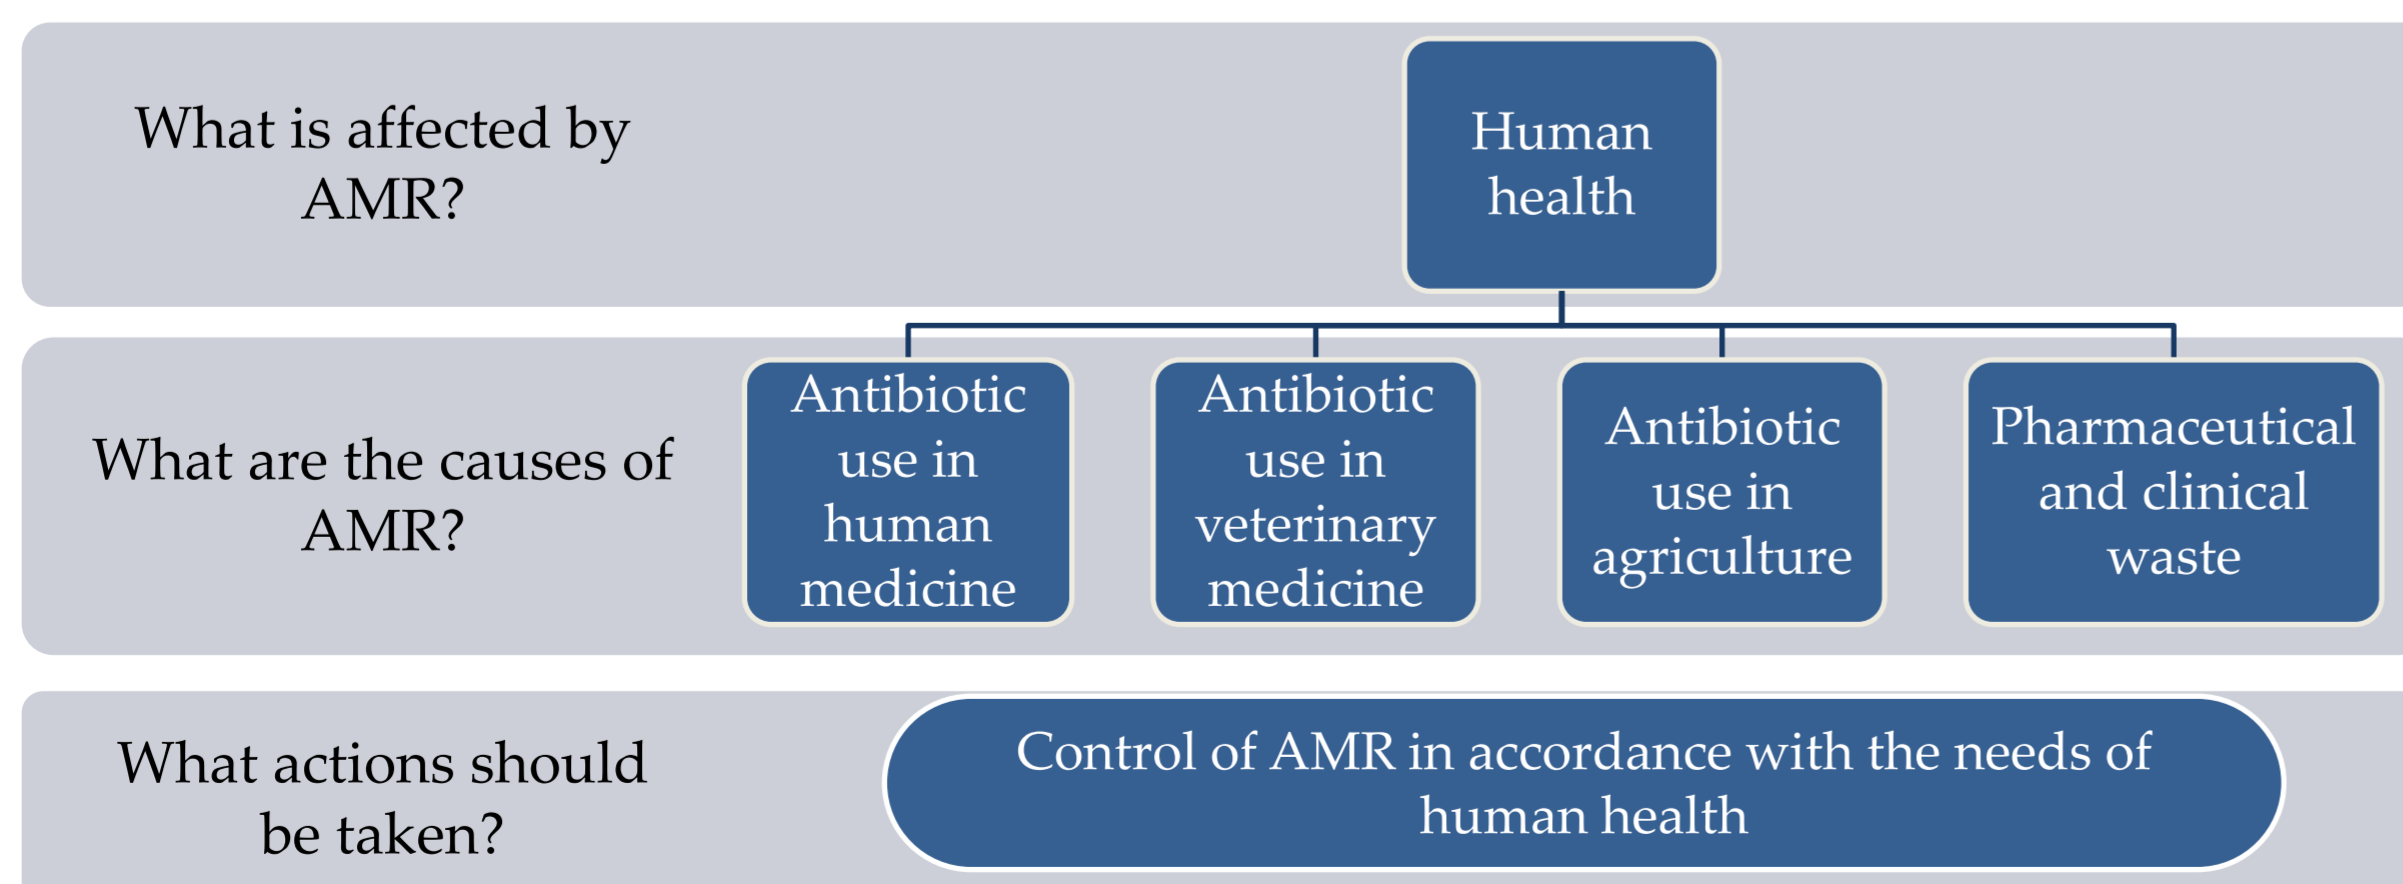 What is affected by
AMR?
Human
health
What are the causes of
AMR?
Antibiotic
use in
human
medicine
Antibiotic
use in
veterinary
medicine
Antibiotic
use in
agriculture
Pharmaceutical
and clinical
waste
What actions should
be taken?
Control of AMR in accordance with the needs of
human health